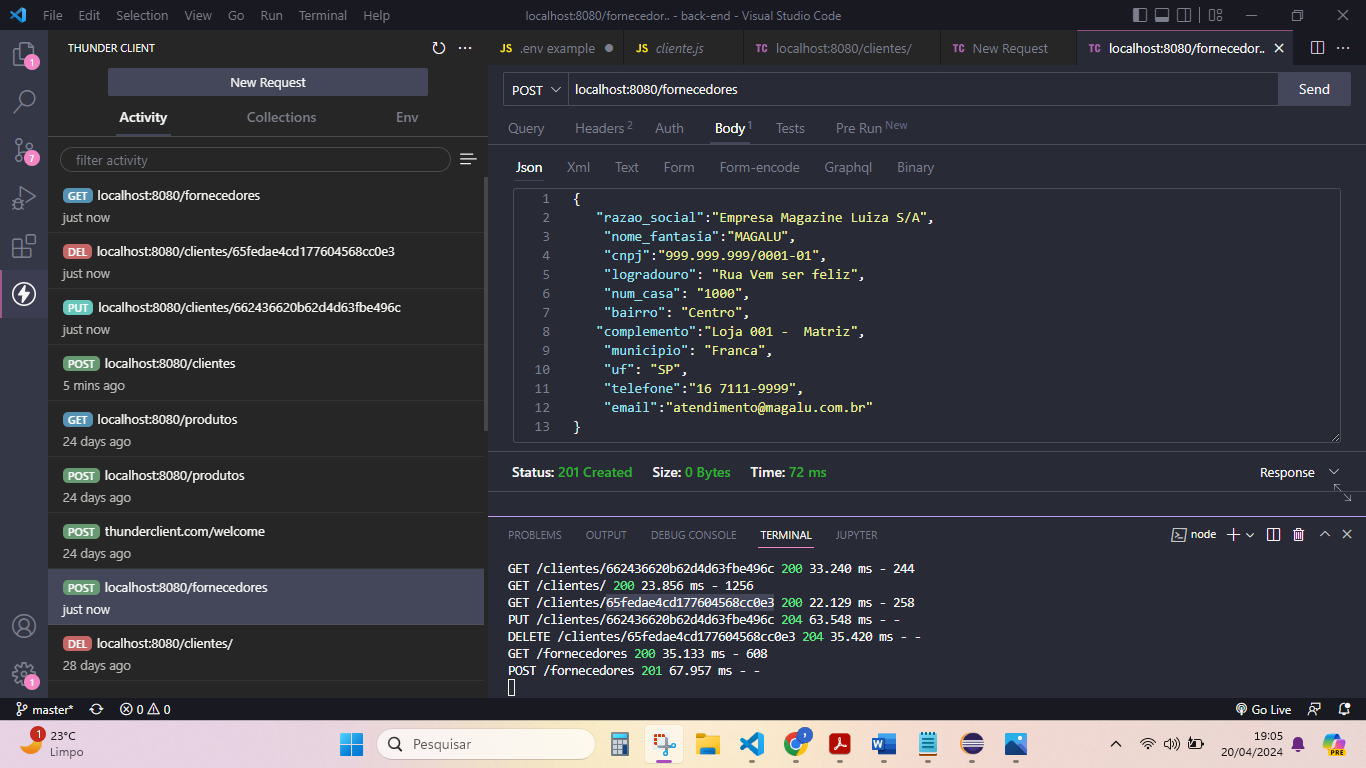 File Edit Selection View Go Run Terminal Help
localhost:8080/fornecedor.. - back-end - Visual Studio Code
THUNDER CLIENT
New Request
Activity Collections Env
filter activity
GET localhost:8080/fornecedores
just now
DEL localhost:8080/clientes/65fedae4cd177604568cc0e3
just now
PUT localhost:8080/clientes/662436620b62d4d63fbe496c
just now
POST localhost:8080/clientes
5 mins ago
GET localhost:8080/produtos
24 days ago
POST localhost:8080/produtos
24 days ago
POST thunderclient.com/welcome
24 days ago
POST localhost:8080/fornecedores
just now
DEL localhost:8080/clientes/
28 days ago
1
7
1
JS .env example
JS cliente.js
TC localhost:8080/clientes/
TC New Request
TC localhost:8080/fornecedor..
POST localhost:8080/fornecedores Send
Query Headers 2 Auth Body 1 Tests Pre Run New
Json Xml Text Form Form-encode Graphql Binary
1 {
2 "razao_social":"Empresa Magazine Luiza S/A",
3 "nome_fantasia":"MAGALU",
4 "cnpj":"999.999.999/0001-01",
5 "logradouro": "Rua Vem ser feliz",
6 "num_casa": "1000",
7 "bairro": "Centro",
8 "complemento":"Loja 001 -  Matriz",
9 "municipio": "Franca",
10 "uf": "SP",
11 "telefone":"16 7111-9999",
12 "email":"atendimento@magalu.com.br"
13 }
Status: 201 Created Size: 0 Bytes Time: 72 ms Response
PROBLEMS OUTPUT DEBUG CONSOLE TERMINAL JUPYTER node
GET /clientes/662436620b62d4d63fbe496c 200 33.240 ms - 244
GET /clientes/ 200 23.856 ms - 1256
GET /clientes/65fedae4cd177604568cc0e3 200 22.129 ms - 258
PUT /clientes/662436620b62d4d63fbe496c 204 63.548 ms - -
DELETE /clientes/65fedae4cd177604568cc0e3 204 35.420 ms - -
GET /fornecedores 200 35.133 ms - 608
POST /fornecedores 201 67.957 ms - -
master* 0 0 Go Live
1 23°C
Limpo
Pesquisar
19:05
20/04/2024
PRE